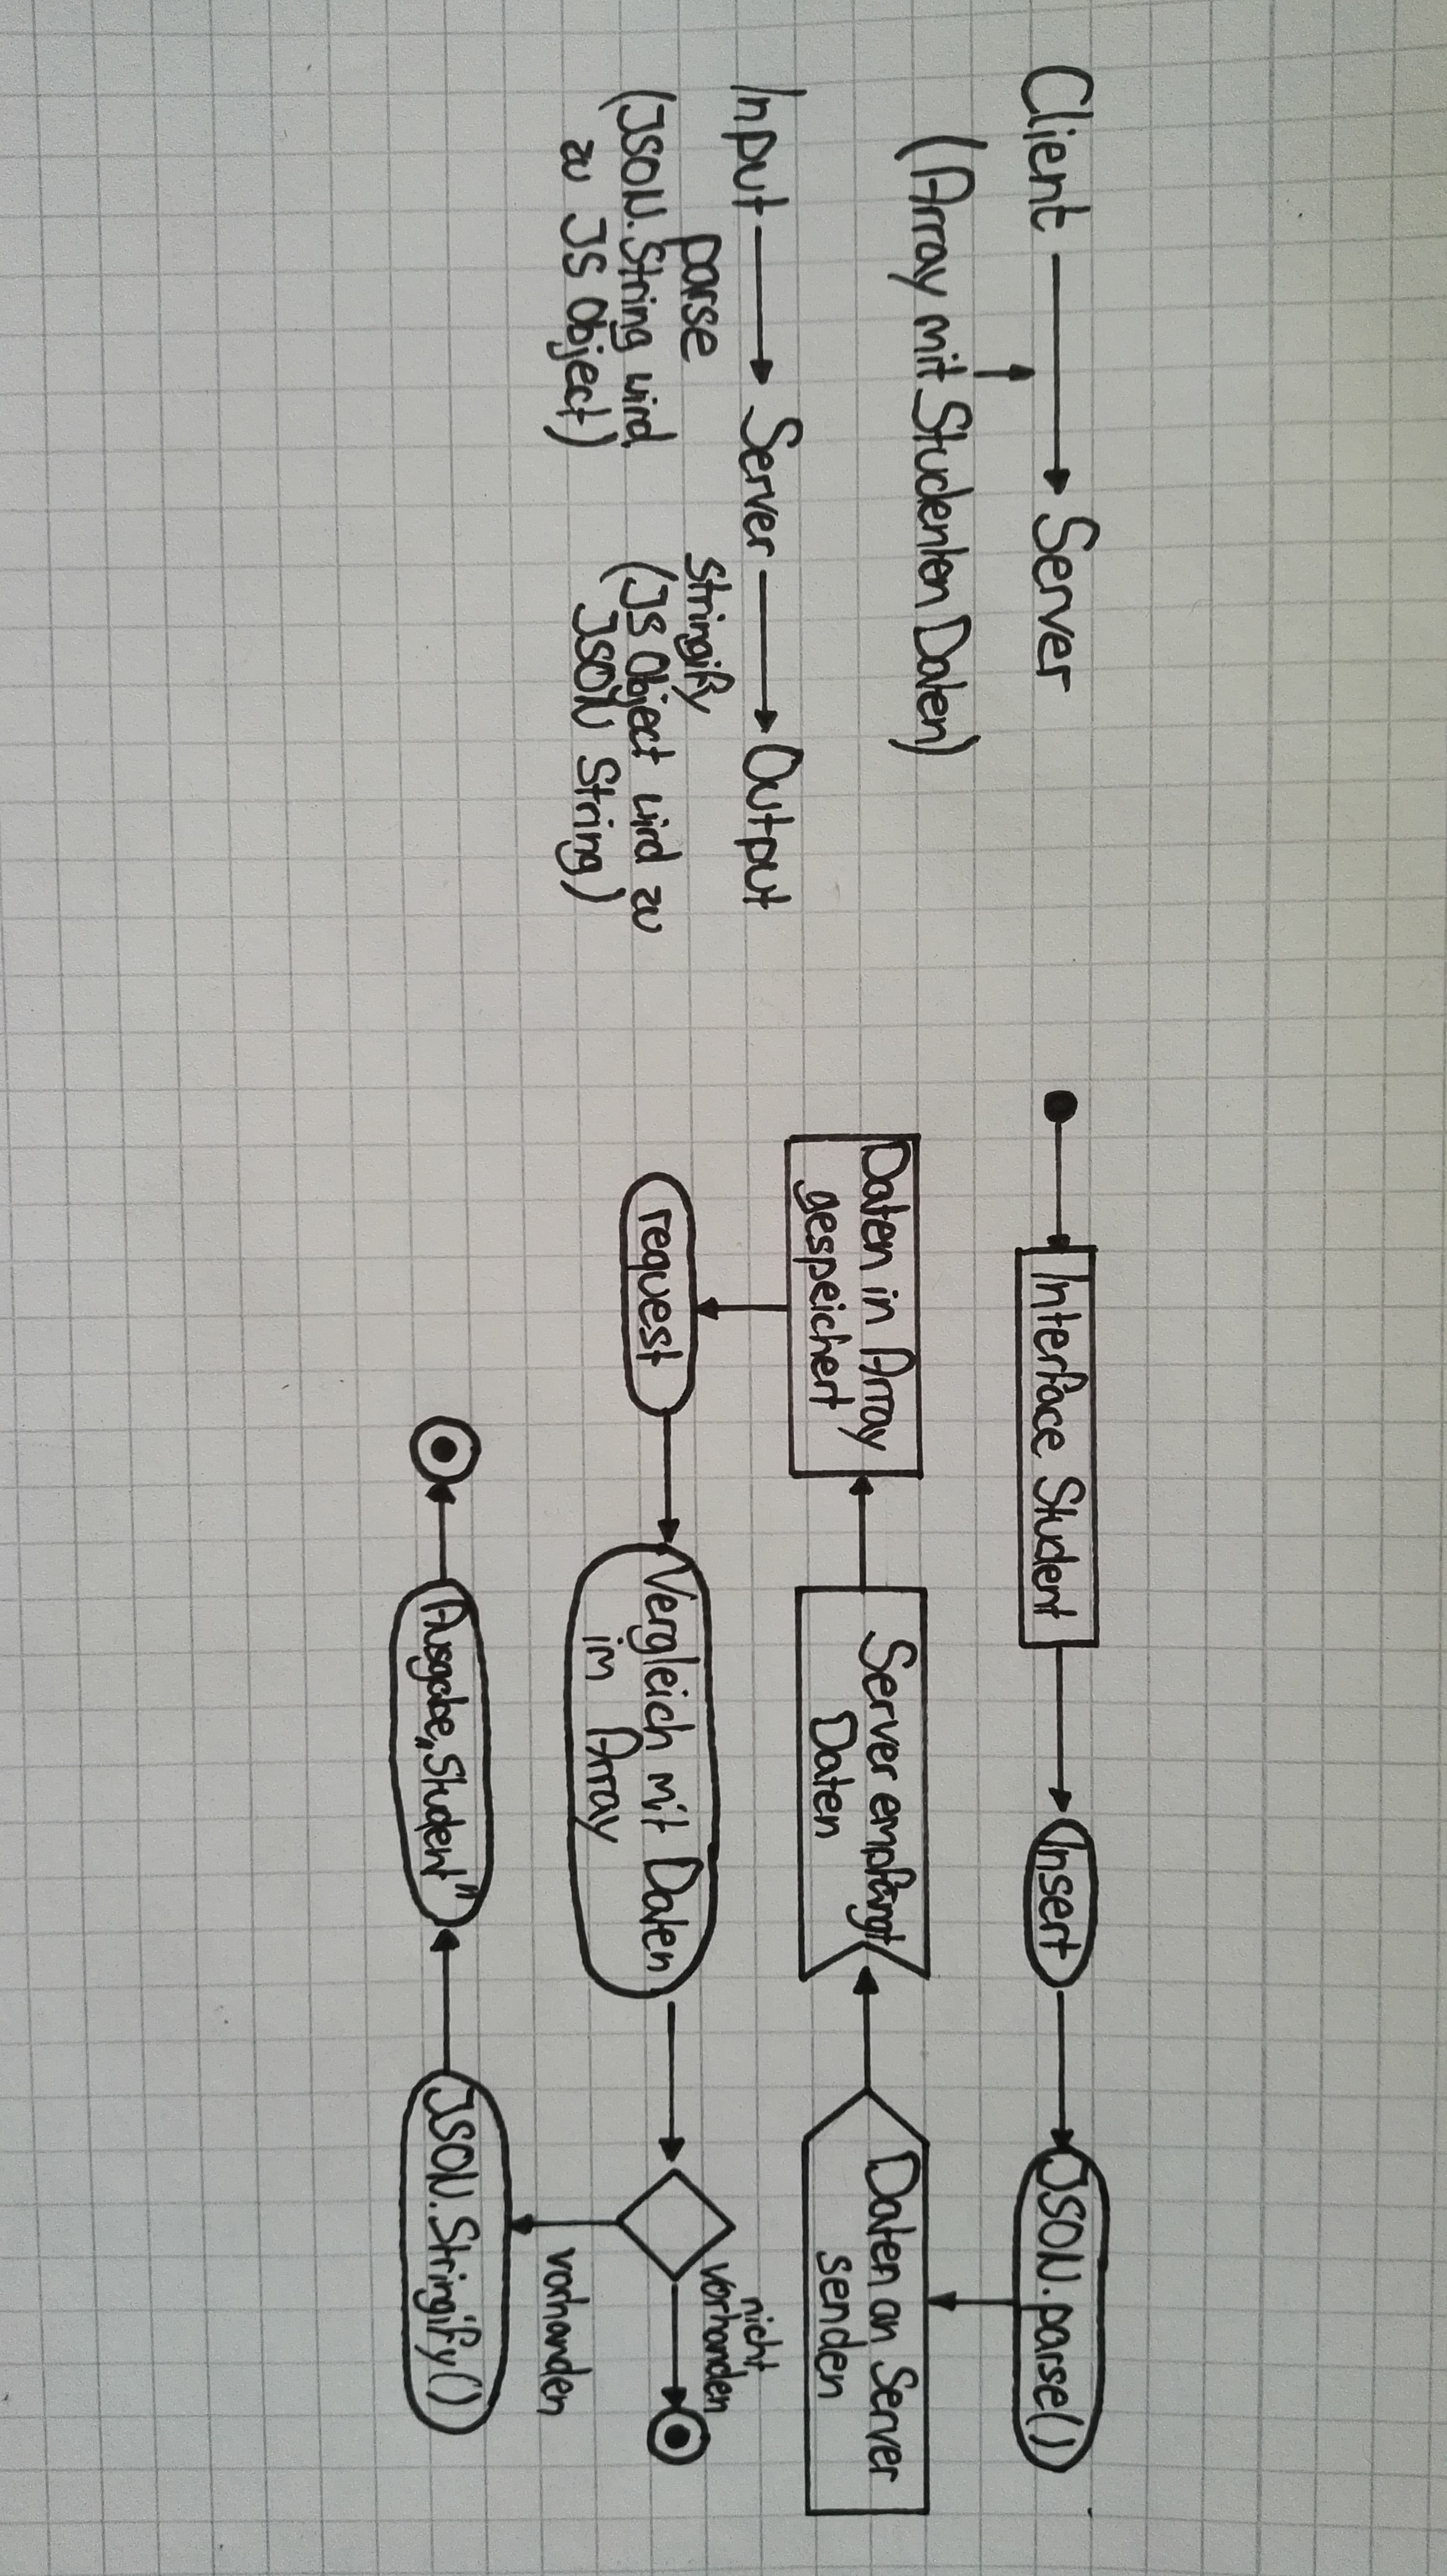 Client
Server
(Array mit Studenten Daten)
Input
Server
Output
parse
(JSON.String wird
zu JS Object)
Stringify
(JS Object wird zu
JSON String)
Interface Student
Insert
JSON.parse()
Daten an Server
senden
Server empfängt
Daten
Daten in Array
gespeichert
request
Vergleich mit Daten
im Array
nicht
vorhanden
vorhanden
JSON.Stringify()
Ausgabe„Student"